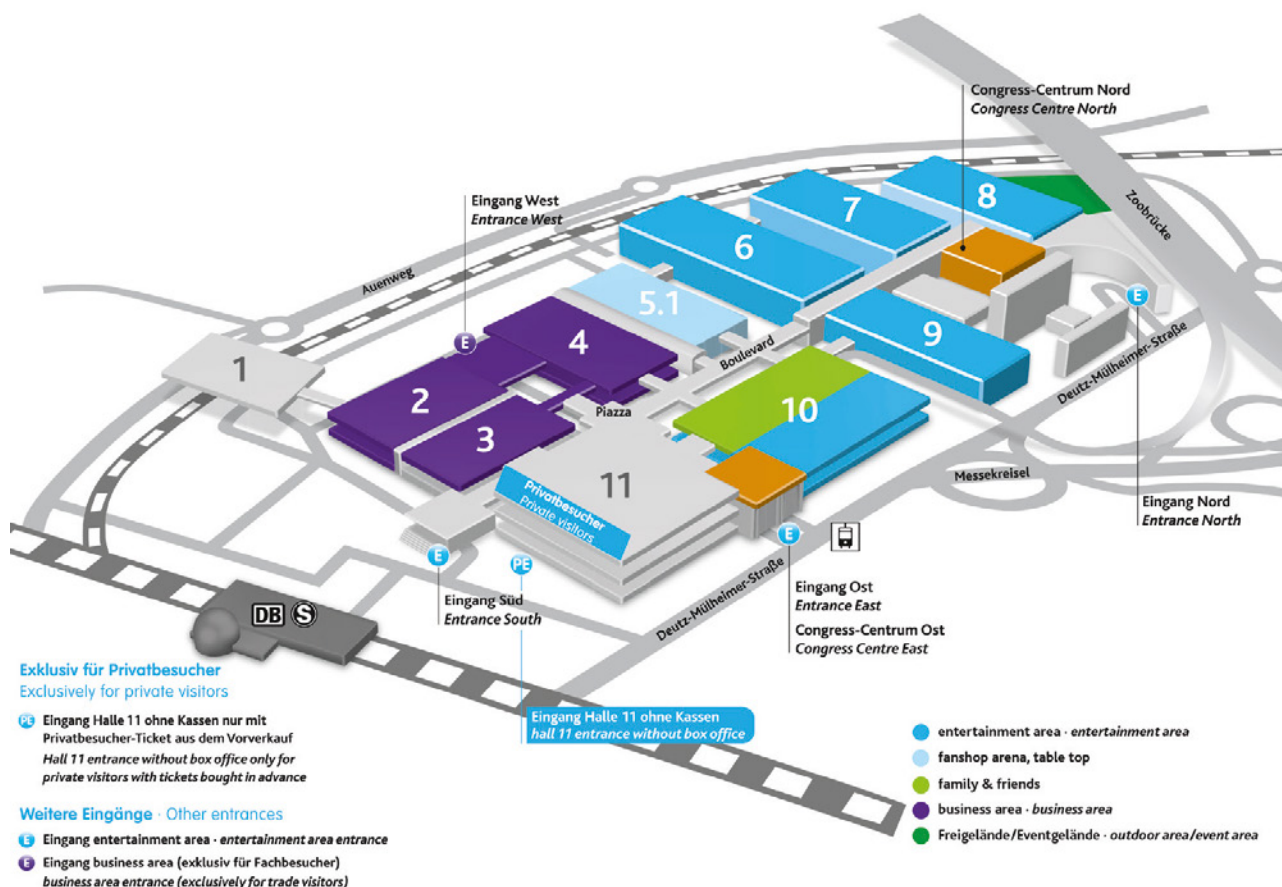 Congress-Centrum Nord
Congress Centre North
Zoobrücke
8
7
Eingang West
Entrance West
6
Auenweg
5.1
E
E
4
9
Boulevard
Deutz-Mülheimer-Straße
1
2
Piazza
10
3
Messekreisel
11
Privatbesucher
Private visitors
Eingang Nord
Entrance North
E
E
PE
Eingang Süd
Entrance South
Deutz-Mülheimer-Straße
Eingang Ost
Entrance East
Congress-Centrum Ost
Congress Centre East
DB S
Exklusiv für Privatbesucher
Exclusively for private visitors
PE Eingang Halle 11 ohne Kassen nur mit
Privatbesucher-Ticket aus dem Vorverkauf
Hall 11 entrance without box office only for
private visitors with tickets bought in advance
Eingang Halle 11 ohne Kassen
hall 11 entrance without box office
Weitere Eingänge · Other entrances
E Eingang entertainment area · entertainment area entrance
E Eingang business area (exklusiv für Fachbesucher)
business area entrance (exclusively for trade visitors)
entertainment area · entertainment area
fanshop arena, table top
family & friends
business area · business area
Freigelände/Eventgelände · outdoor area/event area